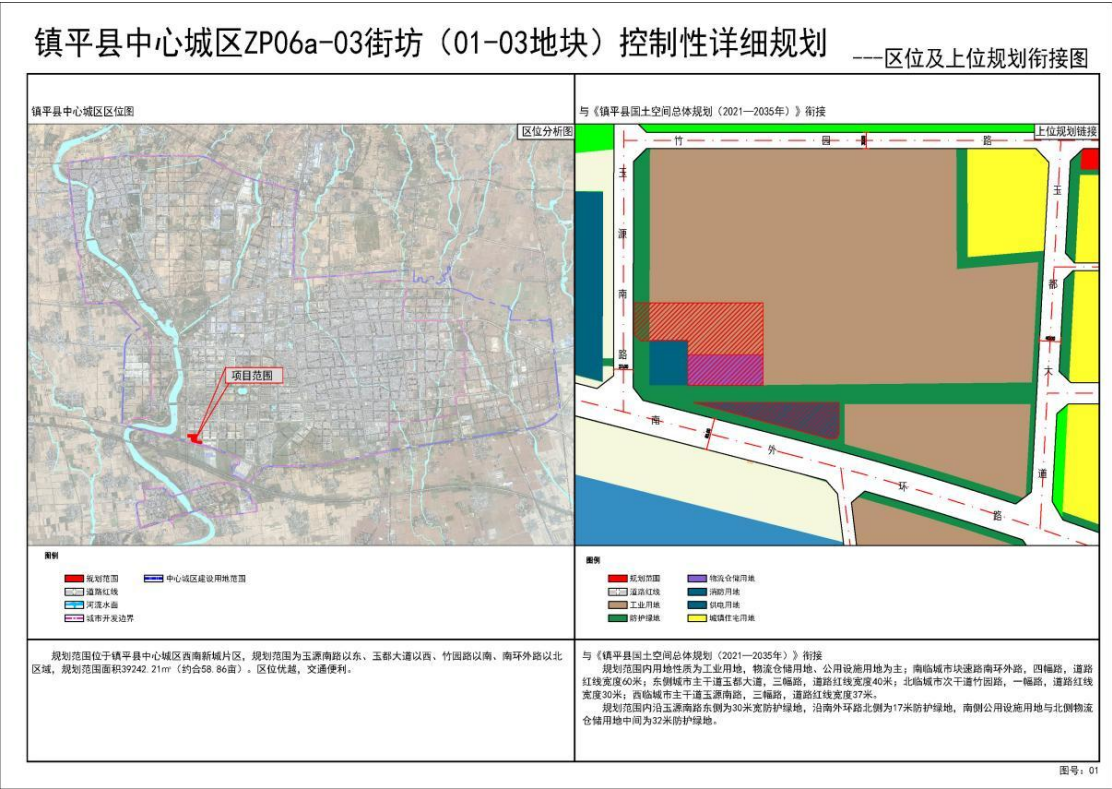 镇平县中心城区ZP06a-03街坊（01-03地块）控制性详细规划
---区位及上位规划衔接图
镇平县中心城区区位图
区位分析图
项目范围
图例
规划范围
中心城区建设用地范围
道路红线
河流水面
城市开发边界
规划范围位于镇平县中心城区西南新城片区，规划范围为玉源南路以东、玉都大道以西、竹园路以南、南环外路以北
区域，规划范围面积39242.21㎡（约合58.86亩）。区位优越，交通便利。
与《镇平县国土空间总体规划（2021—2035年）》衔接
上位规划链接
竹园路
玉源南路
玉都大道
南外环路
图例
规划范围
物流仓储用地
道路红线
消防用地
工业用地
供电用地
防护绿地
城镇住宅用地
与《镇平县国土空间总体规划（2021—2035年）》衔接
规划范围内用地性质为工业用地，物流仓储用地、公用设施用地为主；南临城市快速路南环外路，四幅路，道路
红线宽度60米；东侧城市主干道玉都大道，三幅路，道路红线宽度40米；北临城市次干道竹园路，一幅路，道路红线
宽度30米；西临城市主干道玉源南路，三幅路，道路红线宽度37米。
规划范围内沿玉源南路东侧为30米宽防护绿地，沿南外环路北侧为17米防护绿地，南侧公用设施用地与北侧物流
仓储用地中间为32米防护绿地。
图号：01